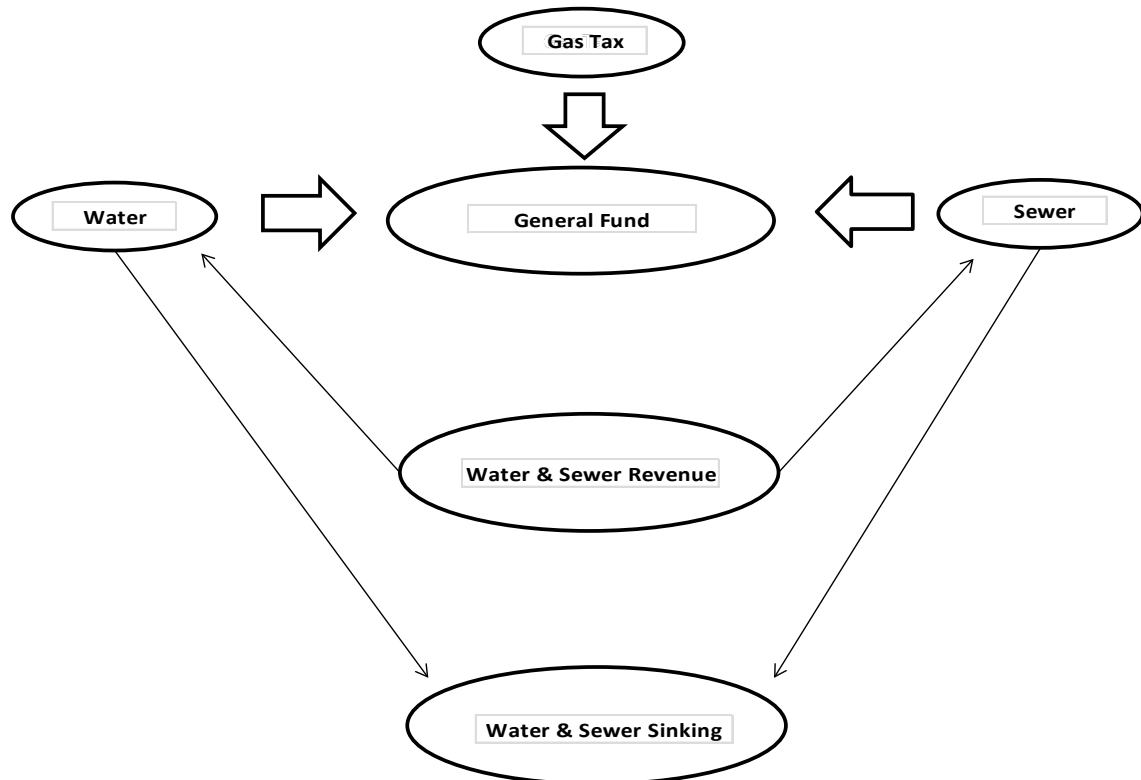 Gas Tax
Water
General Fund
Sewer
Water & Sewer Revenue
Water & Sewer Sinking